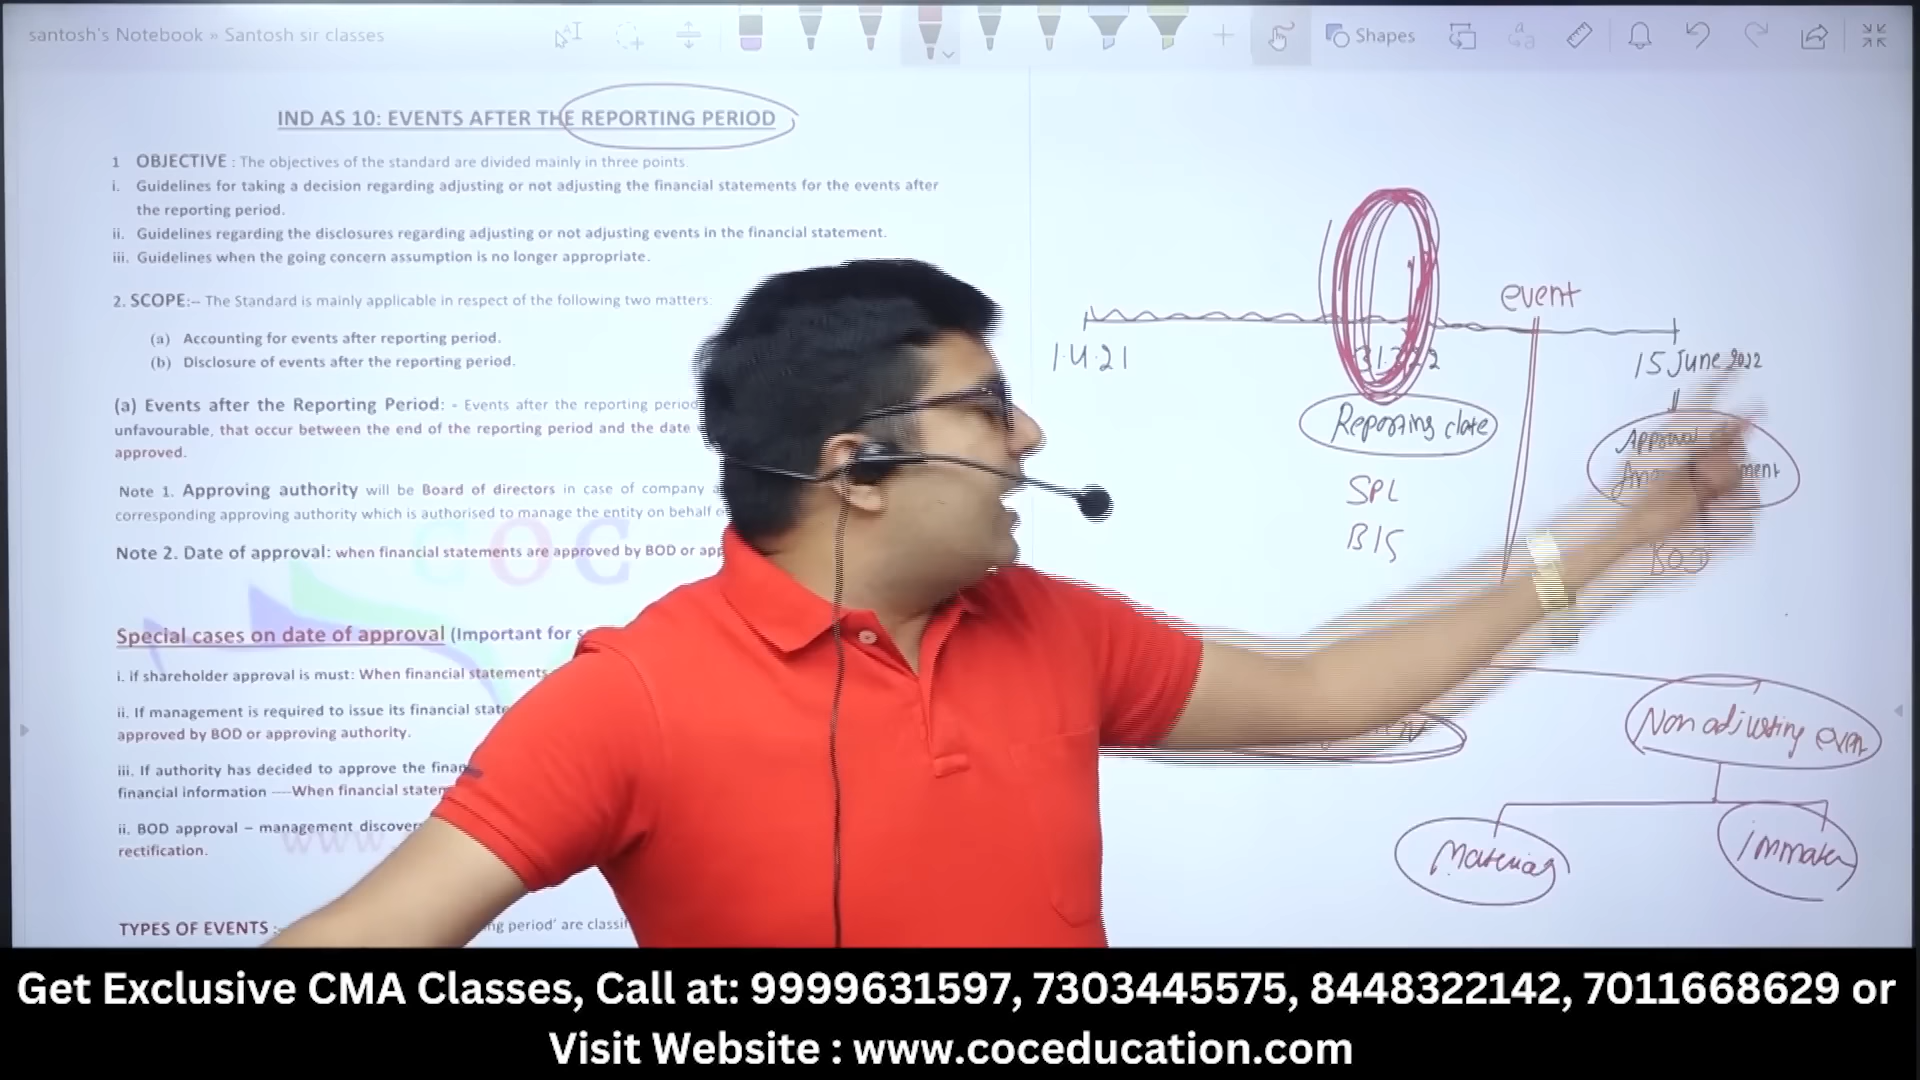 santosh's Notebook » Santosh sir classes
Shapes
IND AS 10: EVENTS AFTER THE REPORTING PERIOD
1 OBJECTIVE : The objectives of the standard are divided mainly in three points.
i. Guidelines for taking a decision regarding adjusting or not adjusting the financial statements for the events after
the reporting period.
ii. Guidelines regarding the disclosures regarding adjusting or not adjusting events in the financial statement.
iii. Guidelines when the going concern assumption is no longer appropriate.
2. SCOPE:– The Standard is mainly applicable in respect of the following two matters:
(a) Accounting for events after reporting period.
(b) Disclosure of events after the reporting period.
(a) Events after the Reporting Period: - Events after the reporting period
unfavourable, that occur between the end of the reporting period and the date
approved.
Note 1. Approving authority will be Board of directors in case of company
corresponding approving authority which is authorised to manage the entity on behalf
Note 2. Date of approval: when financial statements are approved by BOD or
COC
Special cases on date of approval (Important for
i. if shareholder approval is must: When financial statements
ii. If management is required to issue its financial
approved by BOD or approving authority.
iii. If authority has decided to approve the
financial information ----When financial
ii. BOD approval – management
rectification.
www.
TYPES OF EVENTS :- period' are
event
1.4.21
31.3.22
15 June 2022
Reporting date
SPL
B/S
BOD
Non adjusting event
Material
Get Exclusive CMA Classes, Call at: 9999631597, 7303445575, 8448322142, 7011668629 or
Visit Website : www.coceducation.com